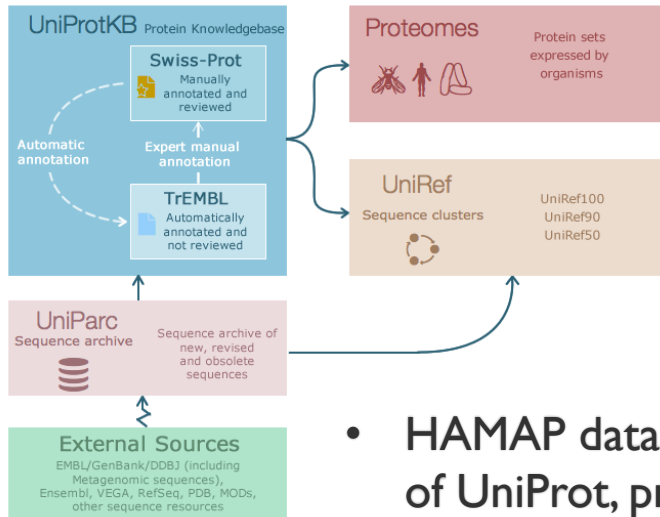 UniProtKB Protein Knowledgebase
Swiss-Prot
Manually
annotated and
reviewed
Automatic
annotation
Expert manual
annotation
TrEMBL
Automatically
annotated and
not reviewed
Proteomes
Protein sets
expressed by
organisms
UniRef
Sequence clusters
UniRef100
UniRef90
UniRef50
UniParc
Sequence archive
Sequence archive of
new, revised
and obsolete
sequences
External Sources
EMBL/GenBank/DDBJ (including
Metagenomic sequences),
Ensembl, VEGA, RefSeq, PDB, MODs,
other sequence resources
• HAMAP data
of UniProt, pr